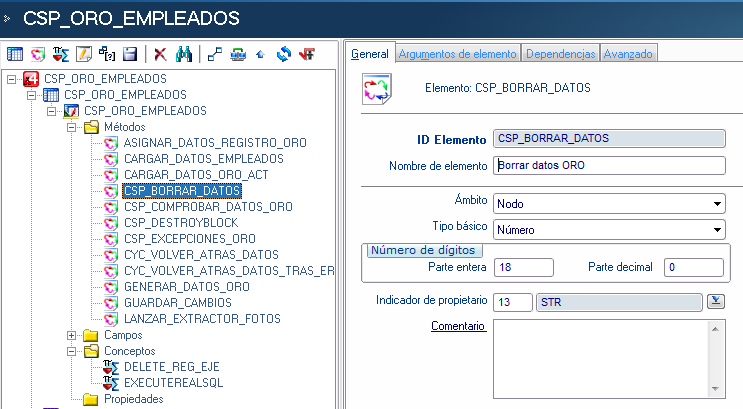 CSP_ORO_EMPLEADOS
CSP_ORO_EMPLEADOS
CSP_ORO_EMPLEADOS
CSP_ORO_EMPLEADOS
Métodos
ASIGNAR_DATOS_REGISTRO_ORO
CARGAR_DATOS_EMPLEADOS
CARGAR_DATOS_ORO_ACT
CSP_BORRAR_DATOS
CSP_COMPROBAR_DATOS_ORO
CSP_DESTROYBLOCK
CSP_EXCEPCIONES_ORO
CYC_VOLVER_ATRAS_DATOS
CYC_VOLVER_ATRAS_DATOS_TRAS_ER
GENERAR_DATOS_ORO
GUARDAR_CAMBIOS
LANZAR_EXTRACTOR_FOTOS
Campos
Conceptos
DELETE_REG_EJE
EXECUTEREALSQL
Propiedades
General Argumentos de elemento Dependencias Avanzado
Elemento: CSP_BORRAR_DATOS
ID Elemento CSP_BORRAR_DATOS
Nombre de elemento Borrar datos ORO
Ámbito Nodo
Tipo básico Número
Número de dígitos
Parte entera 18 Parte decimal 0
Indicador de propietario 13 STR
Comentario